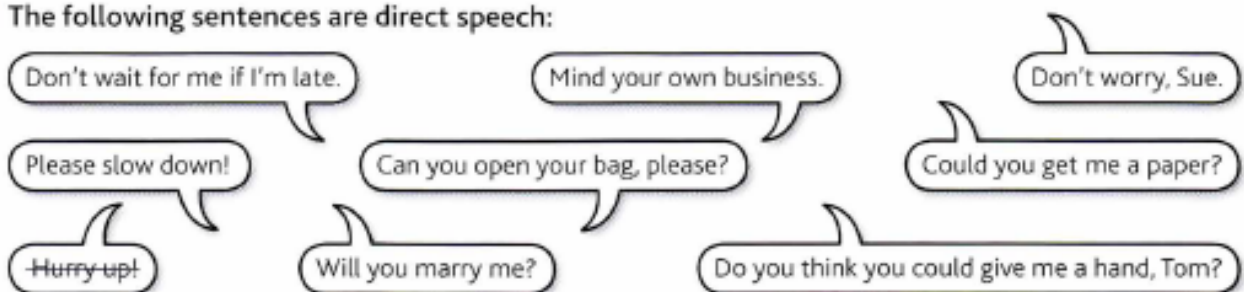 The following sentences are direct speech:
Don't wait for me if I'm late. Mind your own business. Don't worry, Sue.
Please slow down! Can you open your bag, please? Could you get me a paper?
Hurry up! Will you marry me? Do you think you could give me a hand, Tom?